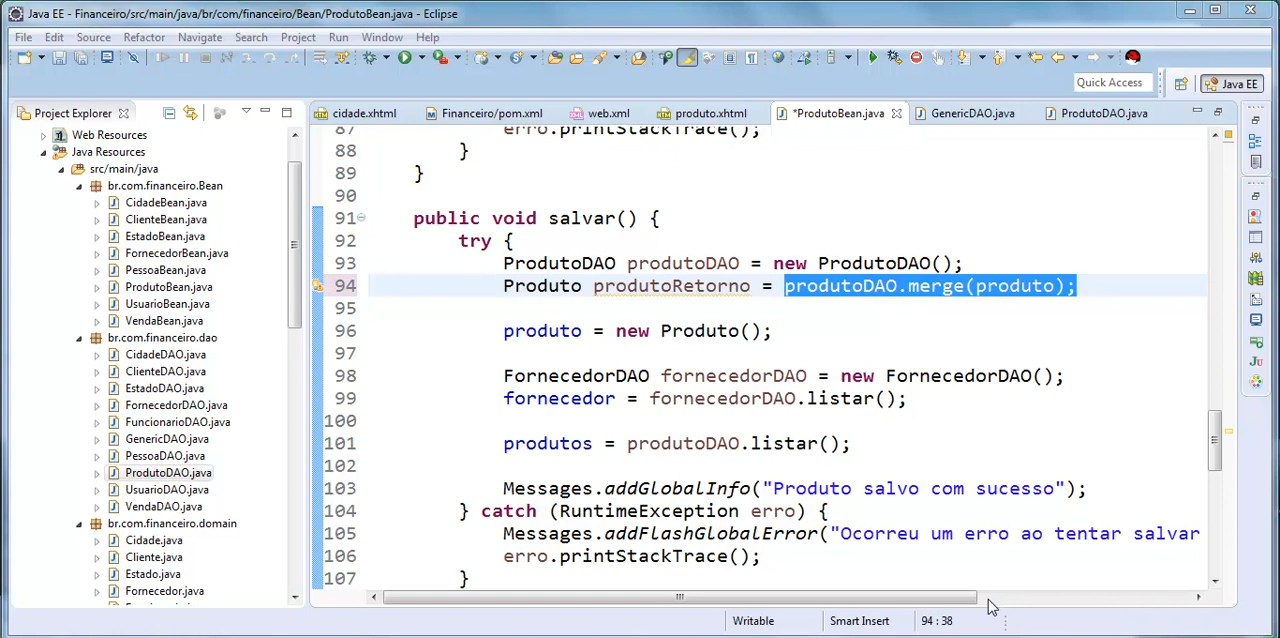 Java EE - Financeiro/src/main/java/br/com/financeiro/Bean/ProdutoBean.java - Eclipse
File Edit Source Refactor Navigate Search Project Run Window Help
Quick Access
Java EE
Project Explorer
cidade.xhtml Financeiro/pom.xml web.xml produto.xhtml *ProdutoBean.java GenericDAO.java ProdutoDAO.java
Web Resources
Java Resources
src/main/java
br.com.financeiro.Bean
CidadeBean.java
ClienteBean.java
EstadoBean.java
FornecedorBean.java
PessoaBean.java
ProdutoBean.java
UsuarioBean.java
VendaBean.java
br.com.financeiro.dao
CidadeDAO.java
ClienteDAO.java
EstadoDAO.java
FornecedorDAO.java
FuncionarioDAO.java
GenericDAO.java
PessoaDAO.java
ProdutoDAO.java
UsuarioDAO.java
VendaDAO.java
br.com.financeiro.domain
Cidade.java
Cliente.java
Estado.java
Fornecedor.java
87 erro.printStackTrace();
88 }
89 }
90
91 public void salvar() {
92 try {
93 ProdutoDAO produtoDAO = new ProdutoDAO();
94 Produto produtoRetorno = produtoDAO.merge(produto);
95
96 produto = new Produto();
97
98 FornecedorDAO fornecedorDAO = new FornecedorDAO();
99 fornecedor = fornecedorDAO.listar();
100
101 produtos = produtoDAO.listar();
102
103 Messages.addGlobalInfo("Produto salvo com sucesso");
104 } catch (RuntimeException erro) {
105 Messages.addFlashGlobalError("Ocorreu um erro ao tentar salvar
106 erro.printStackTrace();
107 }
Writable Smart Insert 94 : 38